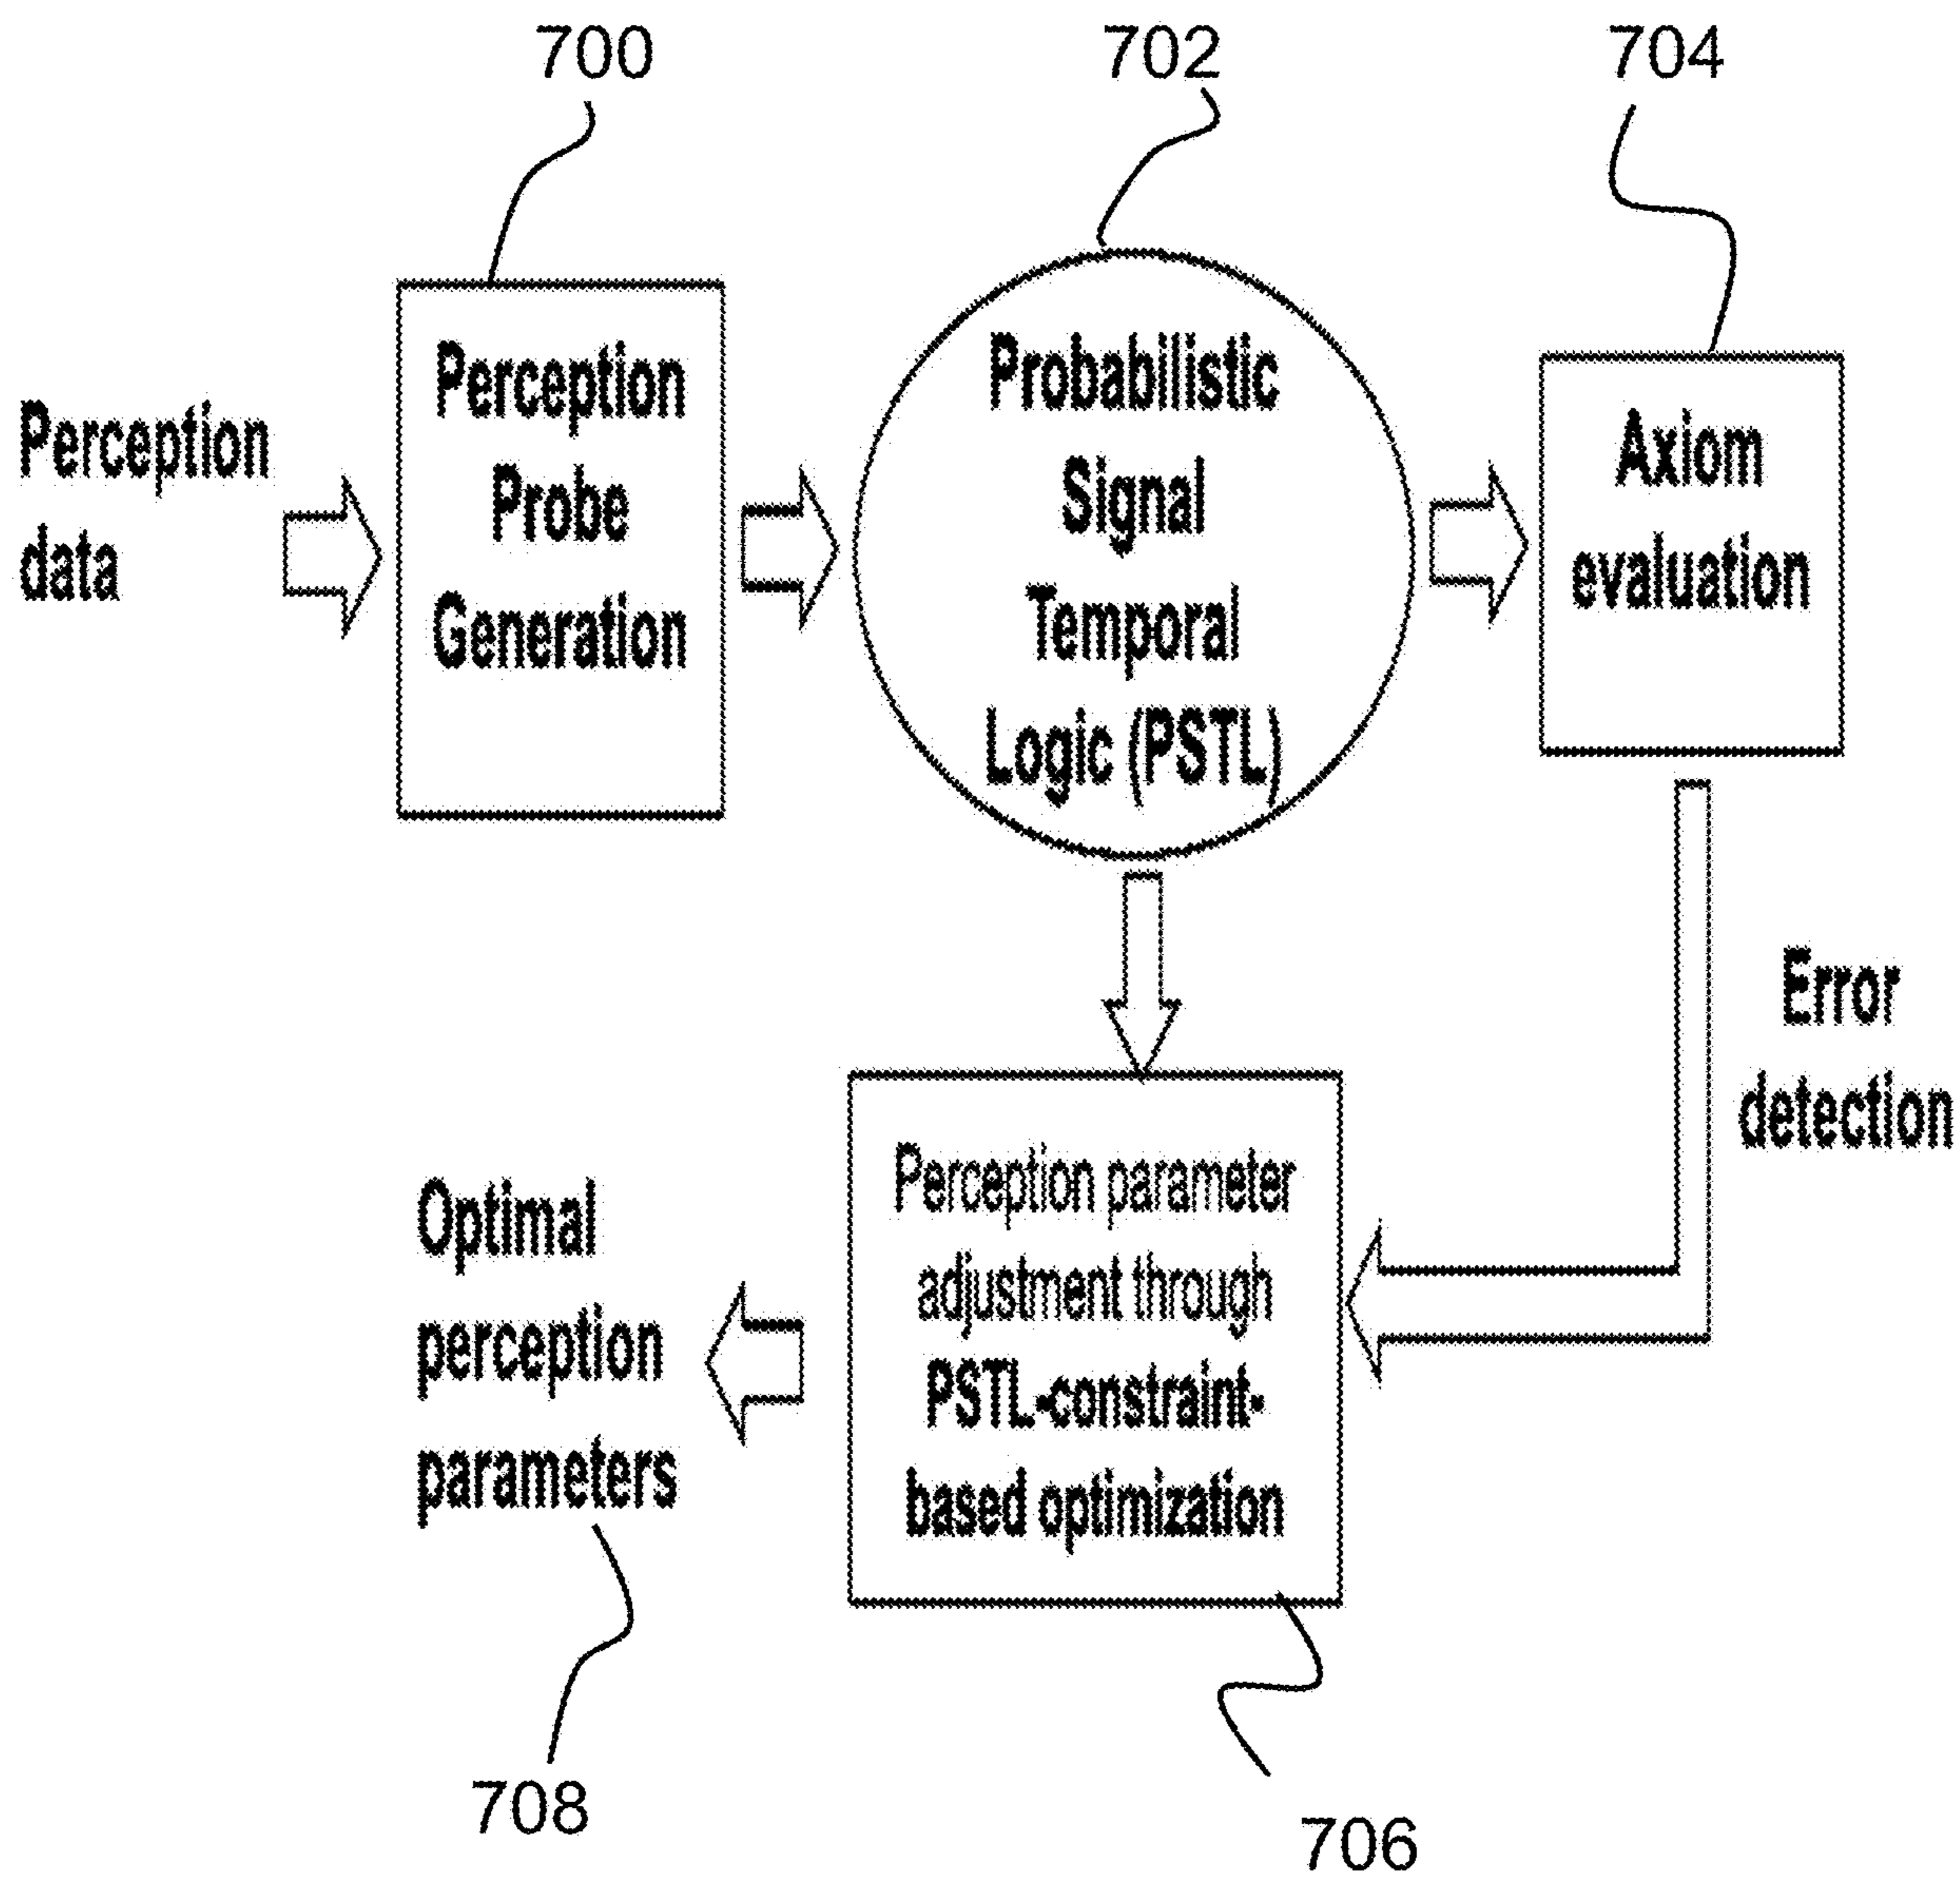 700
702
704
Perception
data
Perception
Probe
Generation
Probabilistic
Signal
Temporal
Logic (PSTL)
Axiom
evaluation
Error
detection
Perception parameter
adjustment through
PSTL-constraint-
based optimization
Optimal
perception
parameters
708
706